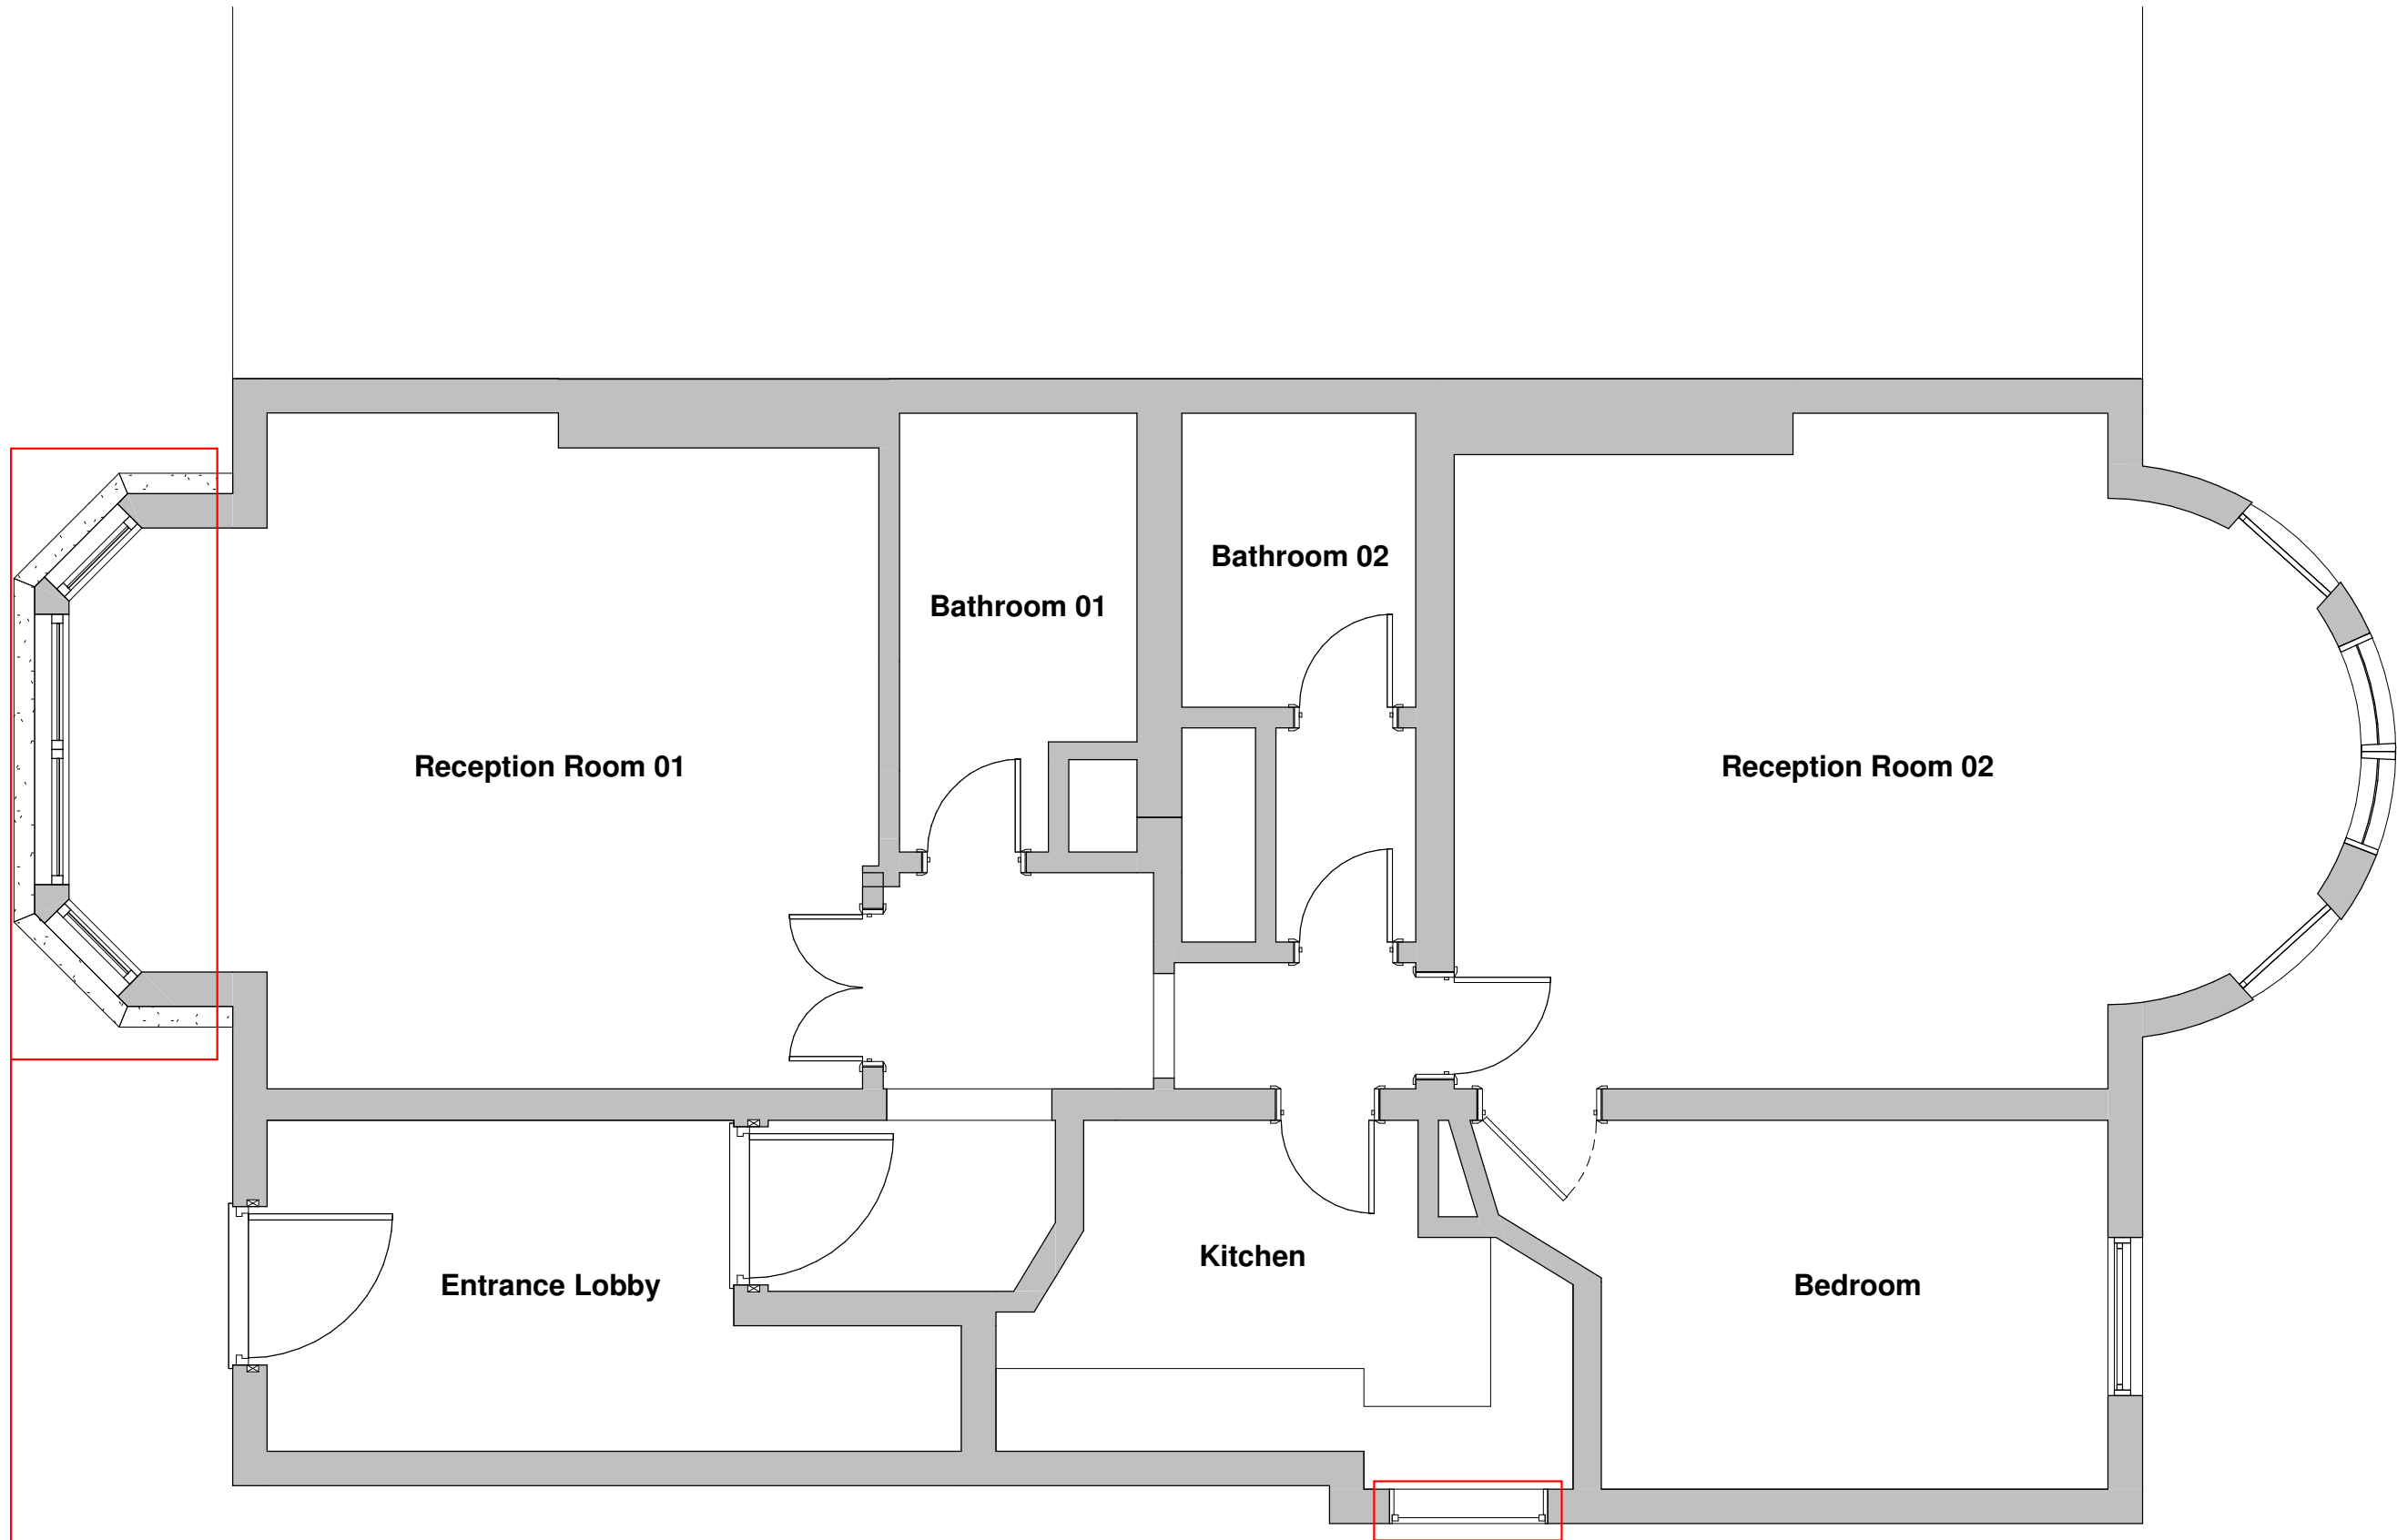 Bathroom 02
Bathroom 01
Reception Room 01
Reception Room 02
Kitchen
Entrance Lobby
Bedroom